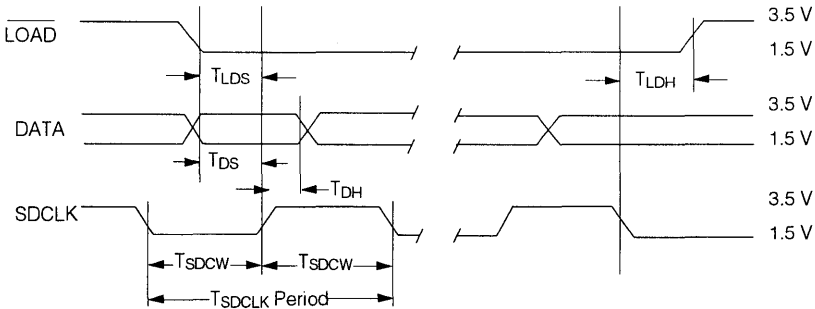 LOAD
3.5 V
1.5 V
TLDS
TLDH
DATA
3.5 V
1.5 V
TDS
TDH
SDCLK
3.5 V
1.5 V
TSDCW
TSDCW
TSDCLK Period